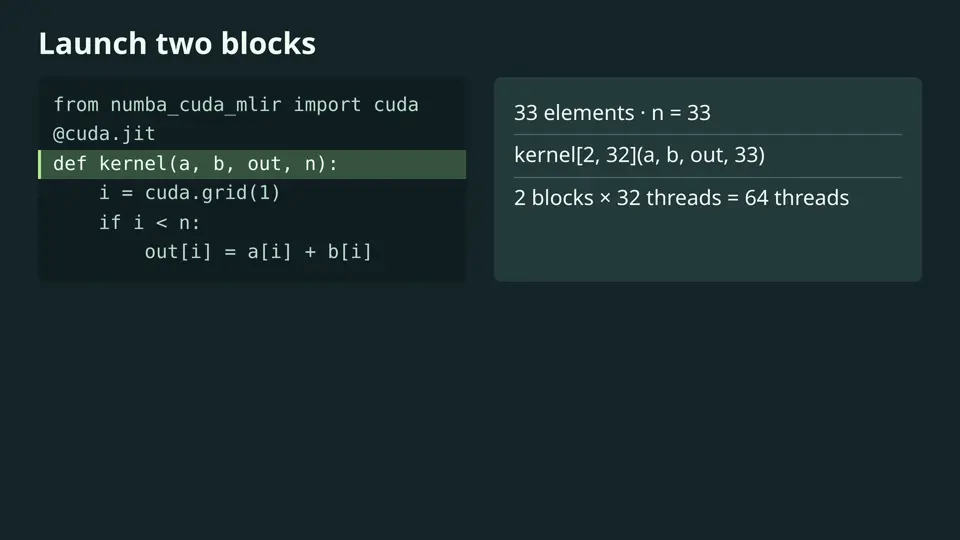 Launch two blocks
from numba_cuda_mlir import cuda
@cuda.jit
def kernel(a, b, out, n):
    i = cuda.grid(1)
    if i < n:
        out[i] = a[i] + b[i]
33 elements · n = 33
kernel[2, 32](a, b, out, 33)
2 blocks × 32 threads = 64 threads